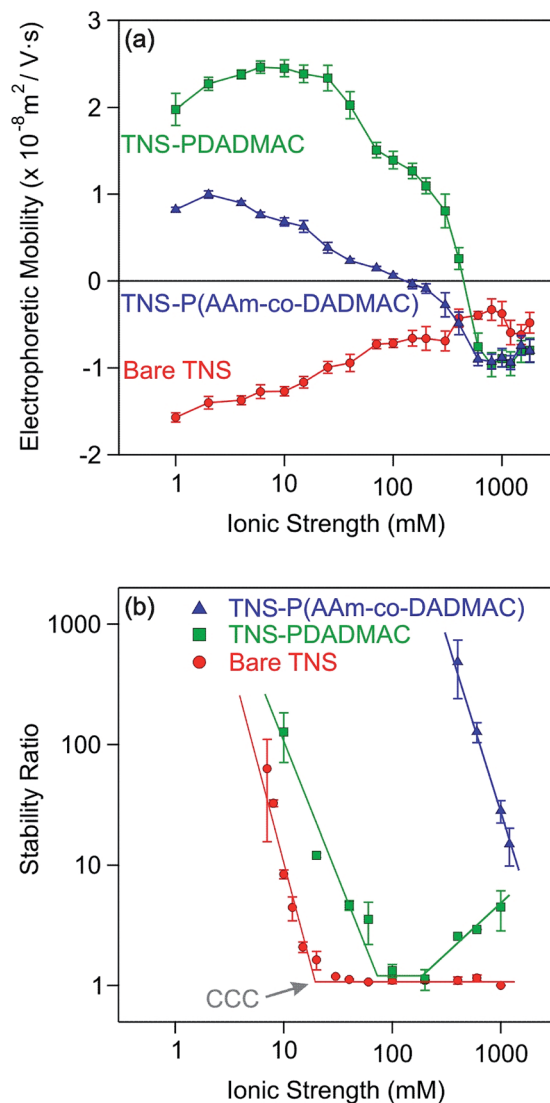 (a)
Electrophoretic Mobility (x 10⁻⁸m²/ V·s)
3
2
1
0
-1
-2
TNS-PDADMAC
TNS-P(AAm-co-DADMAC)
Bare TNS
1
10
100
1000
Ionic Strength (mM)
(b)
TNS-P(AAm-co-DADMAC)
TNS-PDADMAC
Bare TNS
Stability Ratio
1000
100
10
1
CCC
1
10
100
1000
Ionic Strength (mM)